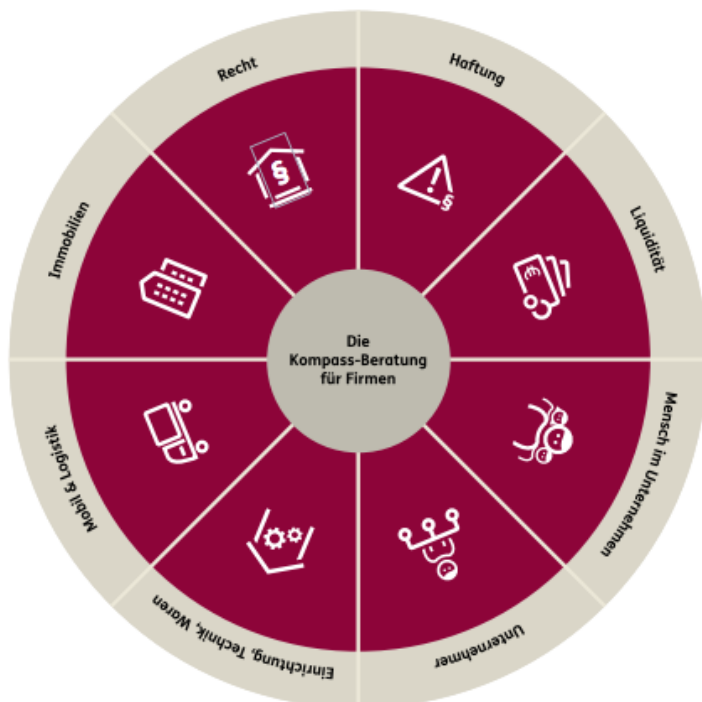 Haftung
Liquidität
Mensch im Unternehmen
Unternehmer
Einrichtung, Technik, Waren
Mobil & Logistik
Immobilien
Recht
Die
Kompass-Beratung
für Firmen
§
!
§